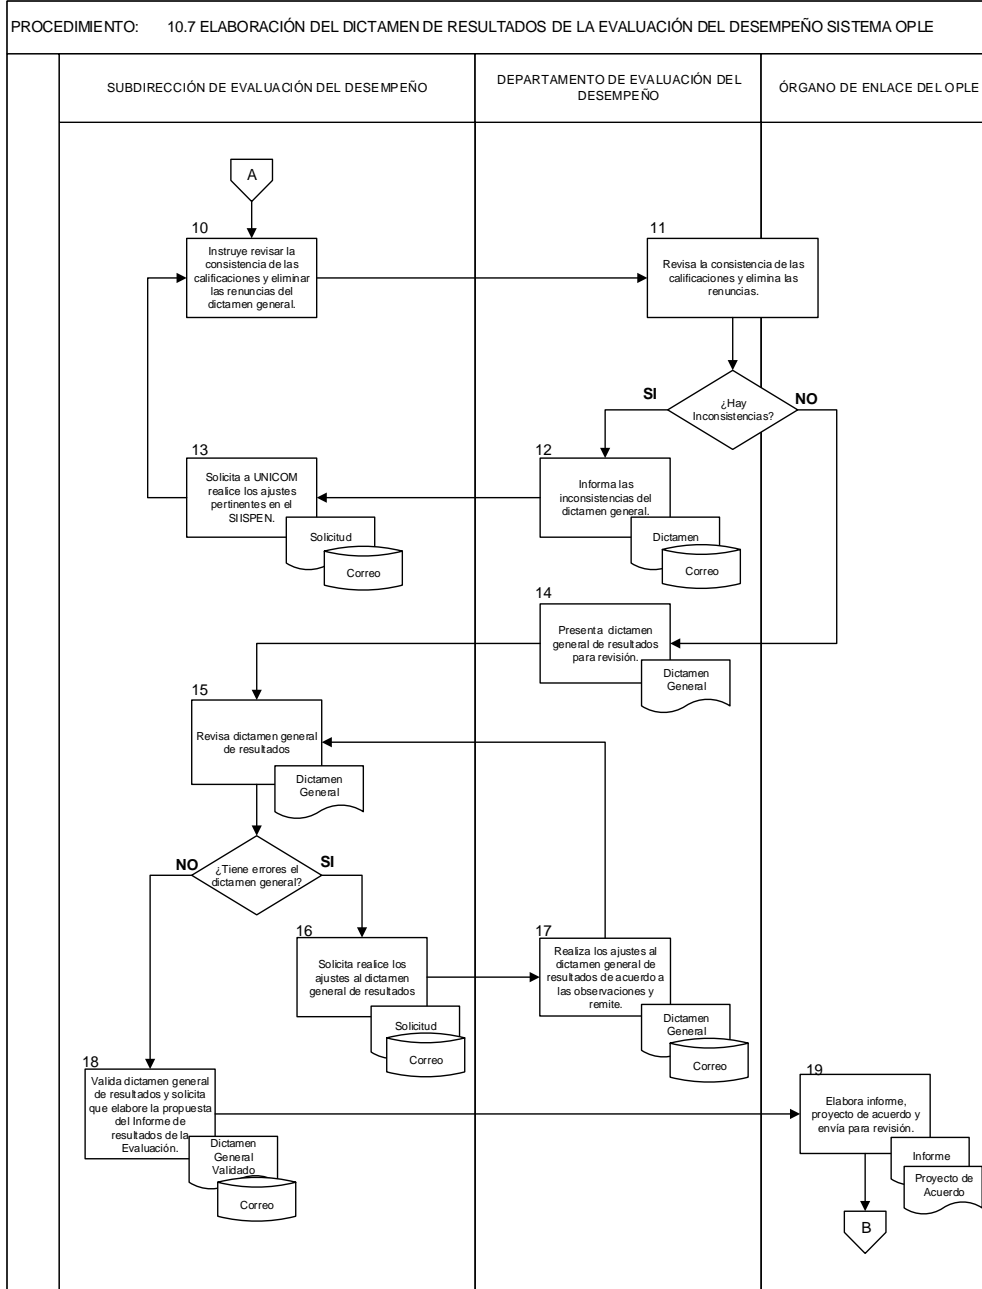 PROCEDIMIENTO: 10.7 ELABORACIÓN DEL DICTAMEN DE RESULTADOS DE LA EVALUACIÓN DEL DESEMPEÑO SISTEMA OPLE
SUBDIRECCIÓN DE EVALUACIÓN DEL DESEMPEÑO
DEPARTAMENTO DE EVALUACIÓN DEL
DESEMPEÑO
ÓRGANO DE ENLACE DEL OPLE
A
10
Instruye revisar la
consistencia de las
calificaciones y eliminar
las renuncias del
dictamen general.
11
Revisa la consistencia de las
calificaciones y elimina las
renuncias.
¿Hay
Inconsistencias?
SI
NO
12
Informa las
inconsistencias del
dictamen general.
Dictamen
Correo
13
Solicita a UNICOM
realice los ajustes
pertinentes en el
SIISPEN.
Solicitud
Correo
14
Presenta dictamen
general de resultados
para revisión.
Dictamen
General
15
Revisa dictamen general
de resultados
Dictamen
General
¿Tiene errores el
dictamen general?
NO
SI
16
Solicita realice los
ajustes al dictamen
general de resultados
Solicitud
Correo
17
Realiza los ajustes al
dictamen general de
resultados de acuerdo a
las observaciones y
remite.
Dictamen
General
Correo
18
Valida dictamen general
de resultados y solicita
que elabore la propuesta
del Informe de
resultados de la
Evaluación.
Dictamen
General
Validado
Correo
19
Elabora informe,
proyecto de acuerdo y
envía para revisión.
Informe
Proyecto de
Acuerdo
B